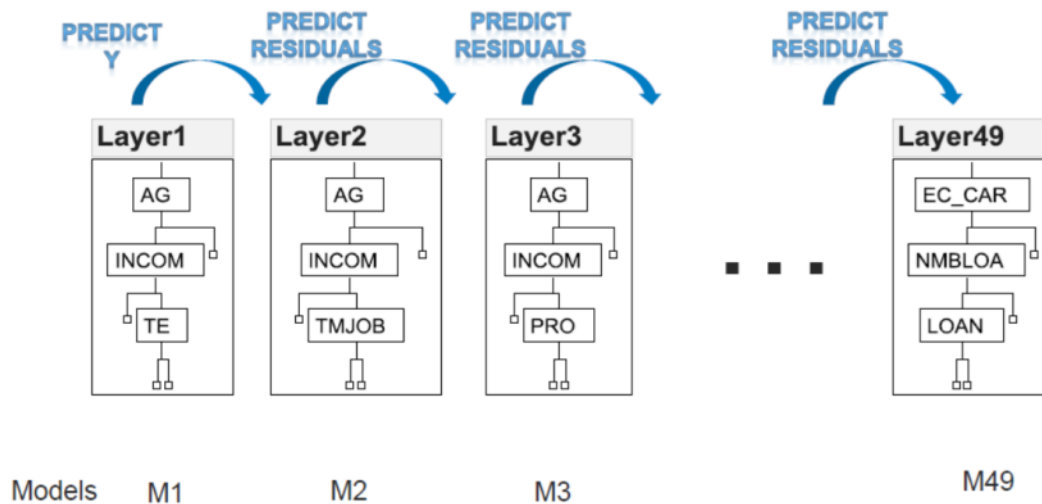 PREDICT
Y
PREDICT
RESIDUALS
PREDICT
RESIDUALS
PREDICT
RESIDUALS
Layer1
Layer2
Layer3
Layer49
AG
AG
AG
EC_CAR
INCOM
INCOM
INCOM
NMBLOA
TE
TMJOB
PRO
LOAN
Models M1 M2 M3 M49